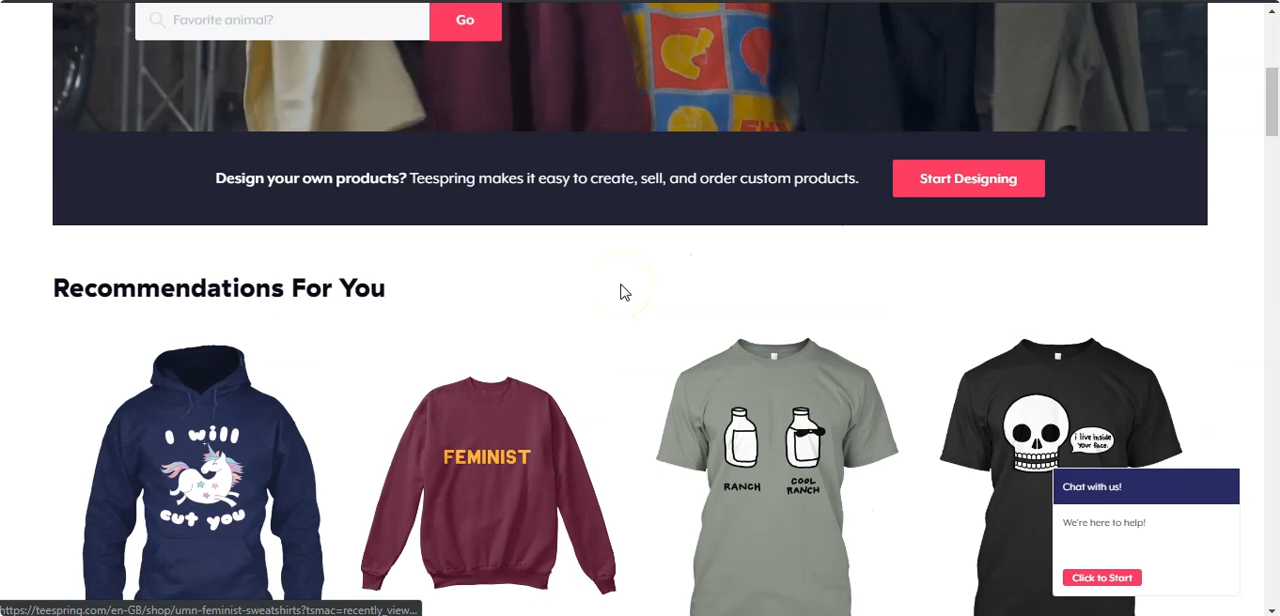 Favorite animal?
Go
Design your own products? Teespring makes it easy to create, sell, and order custom products.
Start Designing
Recommendations For You
I will
cut you
FEMINIST
RANCH
COOL
RANCH
i live inside
your face.
Chat with us!
We're here to help!
Click to Start
https://teespring.com/en-GB/shop/umn-feminist-sweatshirts?tsmac=recently_view...